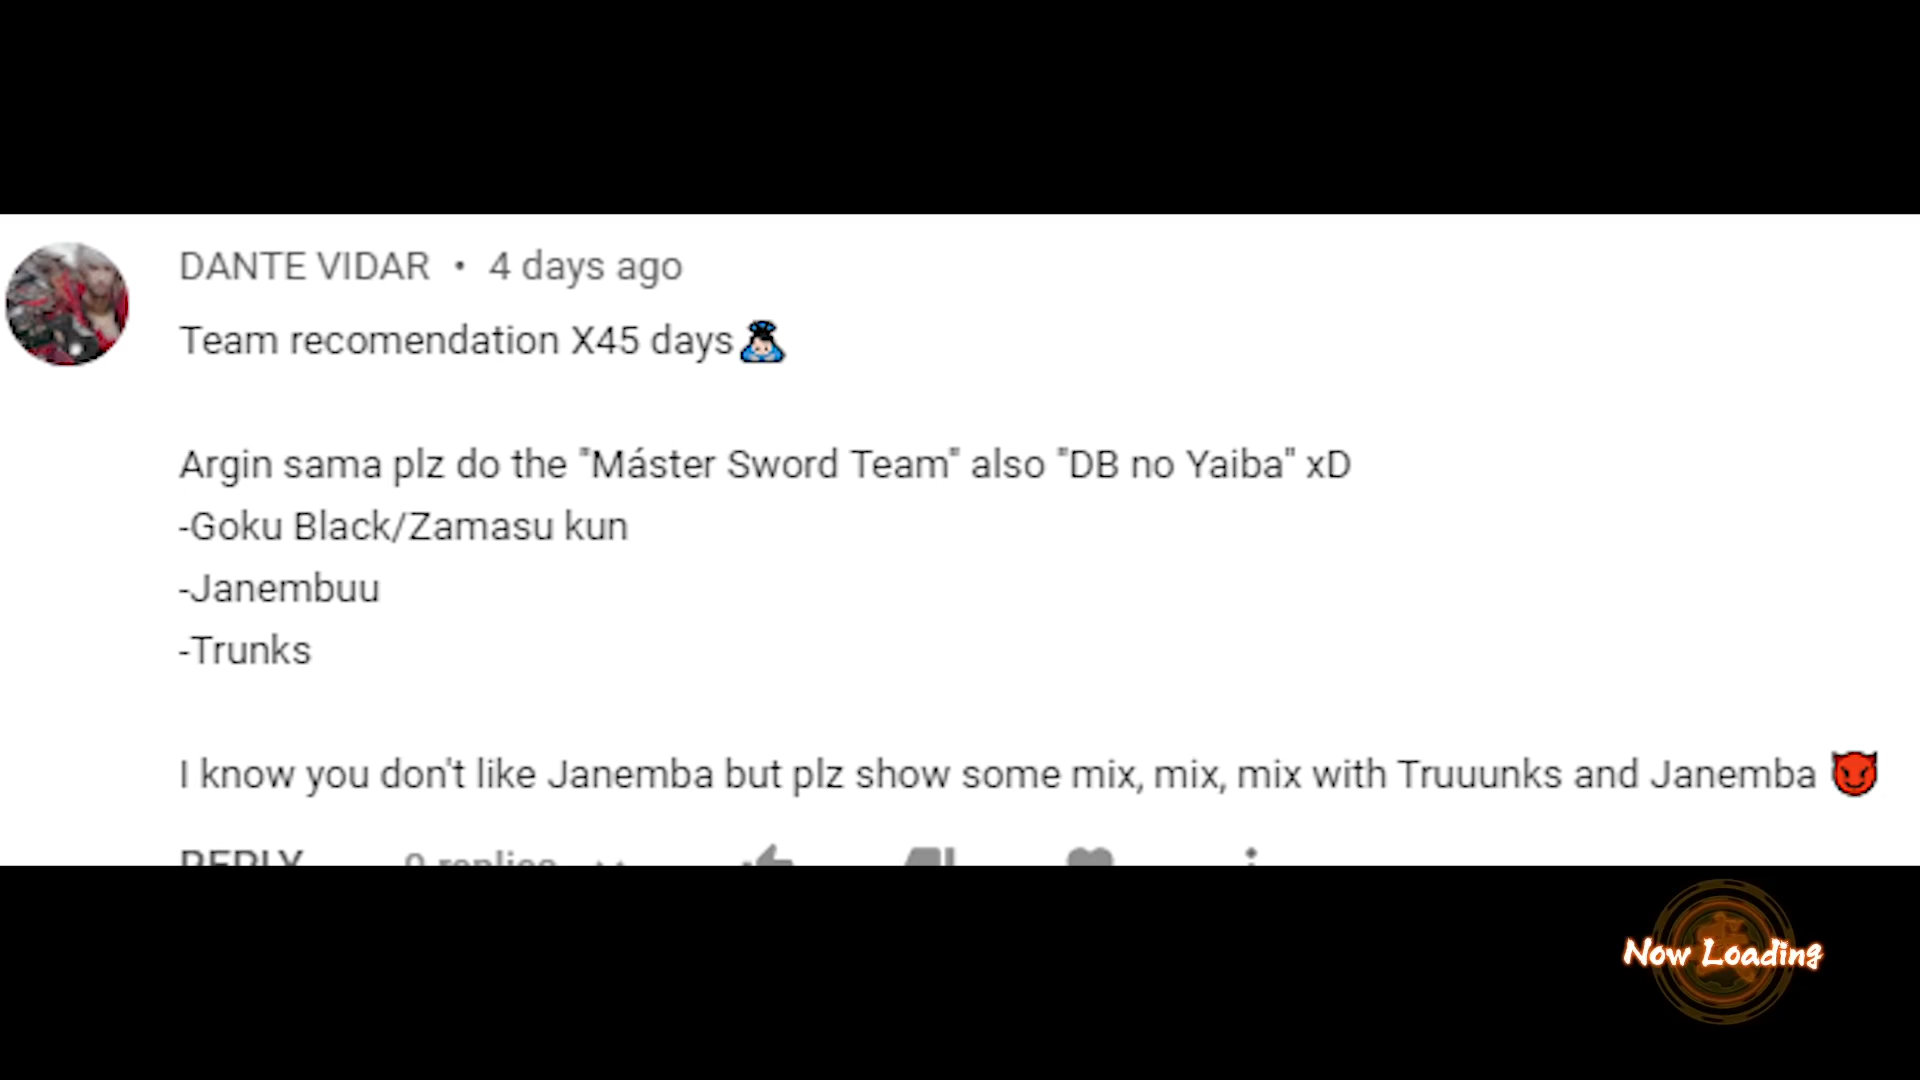 DANTE VIDAR • 4 days ago
Team recomendation X45 days🙇
Argin sama plz do the "Máster Sword Team" also "DB no Yaiba" xD
-Goku Black/Zamasu kun
-Janembuu
-Trunks
I know you don't like Janemba but plz show some mix, mix, mix with Truuunks and Janemba 😈
REPLY
replies
Now Loading